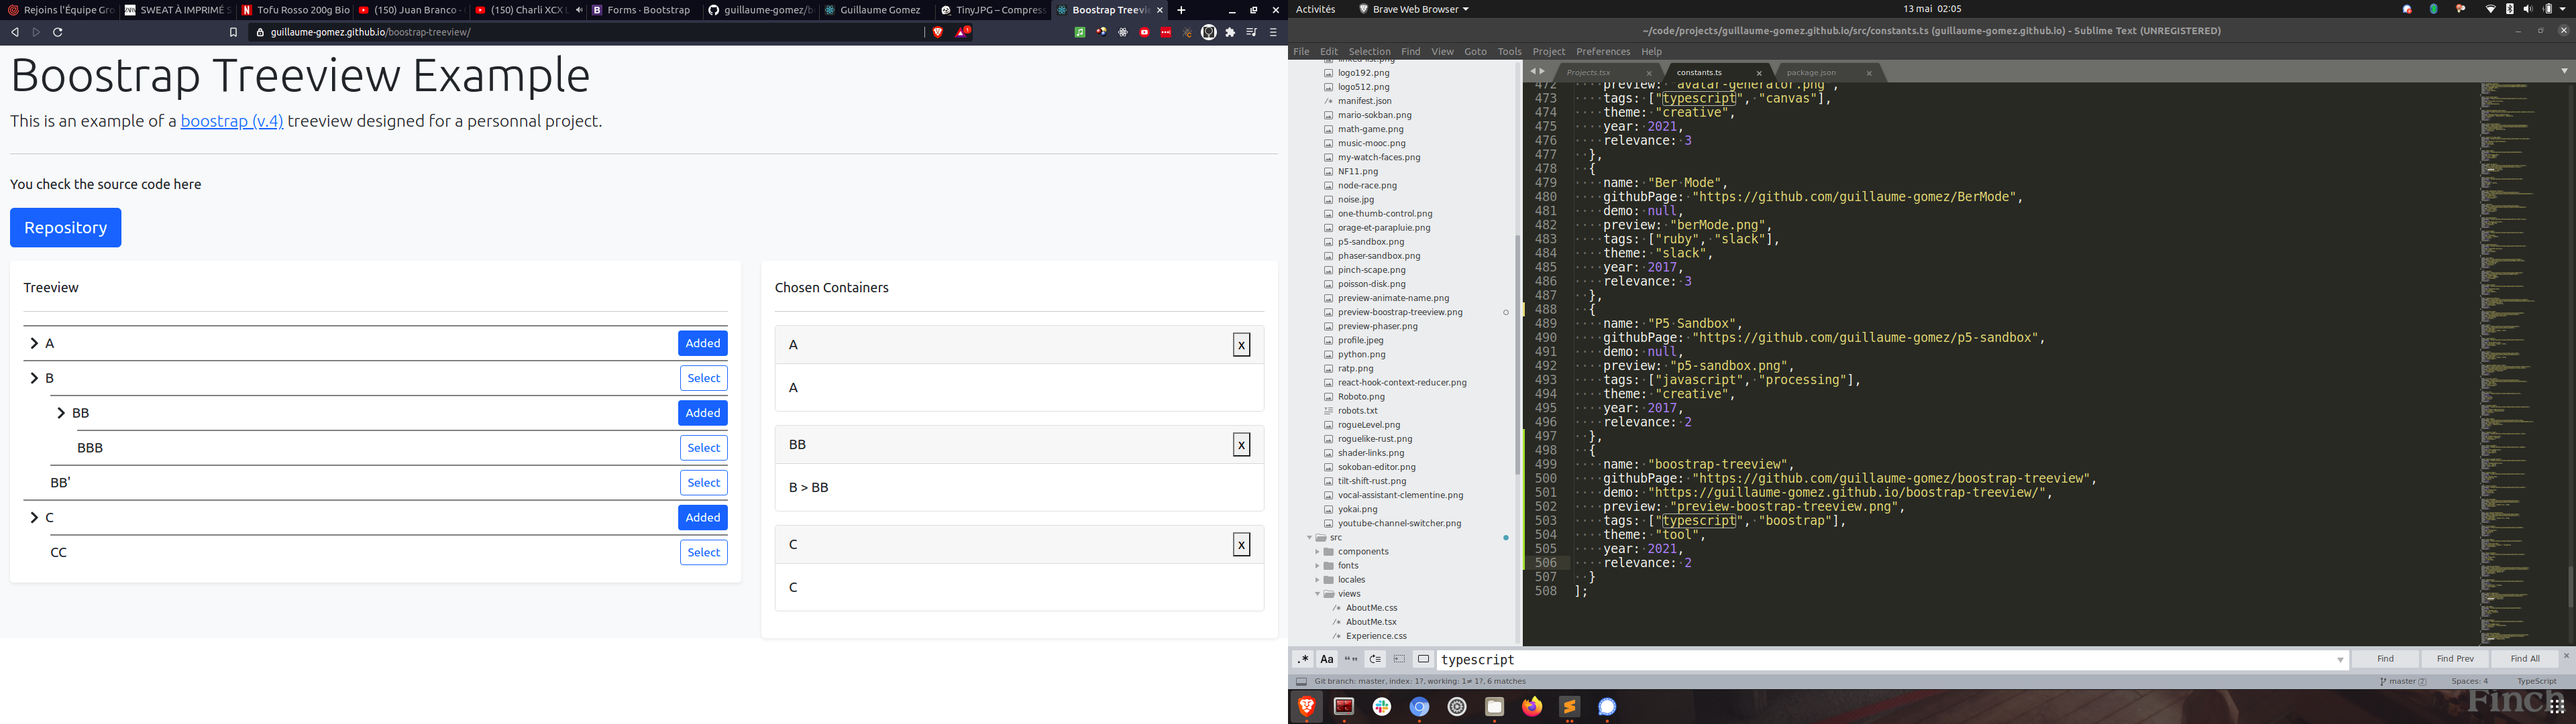 Rejoins l'Équipe Gro
SWEAT À IMPRIMÉ S
Tofu Rosso 200g Bio
(150) Juan Branco -
(150) Charli XCX
Forms · Bootstrap
guillaume-gomez/b
Guillaume Gomez
TinyJPG – Compress
Boostrap Treevie
guillaume-gomez.github.io/boostrap-treeview/
Boostrap Treeview Example
This is an example of a boostrap (v.4) treeview designed for a personnal project.
You check the source code here
Repository
Treeview
A Added
B Select
BB Added
BBB Select
BB' Select
C Added
CC Select
Chosen Containers
A x
A
BB x
B > BB
C x
C
Activités Brave Web Browser 13 mai 02:05
~/code/projects/guillaume-gomez.github.io/src/constants.ts (guillaume-gomez.github.io) - Sublime Text (UNREGISTERED)
File Edit Selection Find View Goto Tools Project Preferences Help
linked-list.png
logo192.png
logo512.png
manifest.json
mario-sokban.png
math-game.png
music-mooc.png
my-watch-faces.png
NF11.png
node-race.png
noise.jpg
one-thumb-control.png
orage-et-parapluie.png
p5-sandbox.png
phaser-sandbox.png
pinch-scape.png
poisson-disk.png
preview-animate-name.png
preview-boostrap-treeview.png
preview-phaser.png
profile.jpeg
python.png
ratp.png
react-hook-context-reducer.png
Roboto.png
robots.txt
rogueLevel.png
roguelike-rust.png
shader-links.png
sokoban-editor.png
tilt-shift-rust.png
vocal-assistant-clementine.png
yokai.png
youtube-channel-switcher.png
src
components
fonts
locales
views
AboutMe.css
AboutMe.tsx
Experience.css
Projects.tsx constants.ts package.json
472 preview: "avatar-generator.png",
473 tags: ["typescript", "canvas"],
474 theme: "creative",
475 year: 2021,
476 relevance: 3
477 },
478 {
479 name: "Ber Mode",
480 githubPage: "https://github.com/guillaume-gomez/BerMode",
481 demo: null,
482 preview: "berMode.png",
483 tags: ["ruby", "slack"],
484 theme: "slack",
485 year: 2017,
486 relevance: 3
487 },
488 {
489 name: "P5 Sandbox",
490 githubPage: "https://github.com/guillaume-gomez/p5-sandbox",
491 demo: null,
492 preview: "p5-sandbox.png",
493 tags: ["javascript", "processing"],
494 theme: "creative",
495 year: 2017,
496 relevance: 2
497 },
498 {
499 name: "boostrap-treeview",
500 githubPage: "https://github.com/guillaume-gomez/boostrap-treeview",
501 demo: "https://guillaume-gomez.github.io/boostrap-treeview/",
502 preview: "preview-boostrap-treeview.png",
503 tags: ["typescript", "boostrap"],
504 theme: "tool",
505 year: 2021,
506 relevance: 2
507 }
508 ];
.* Aa “” typescript Find Find Prev Find All
Git branch: master, index: 1?, working: 1≠ 1?, 6 matches
master 2 Spaces: 4 TypeScript
Finch